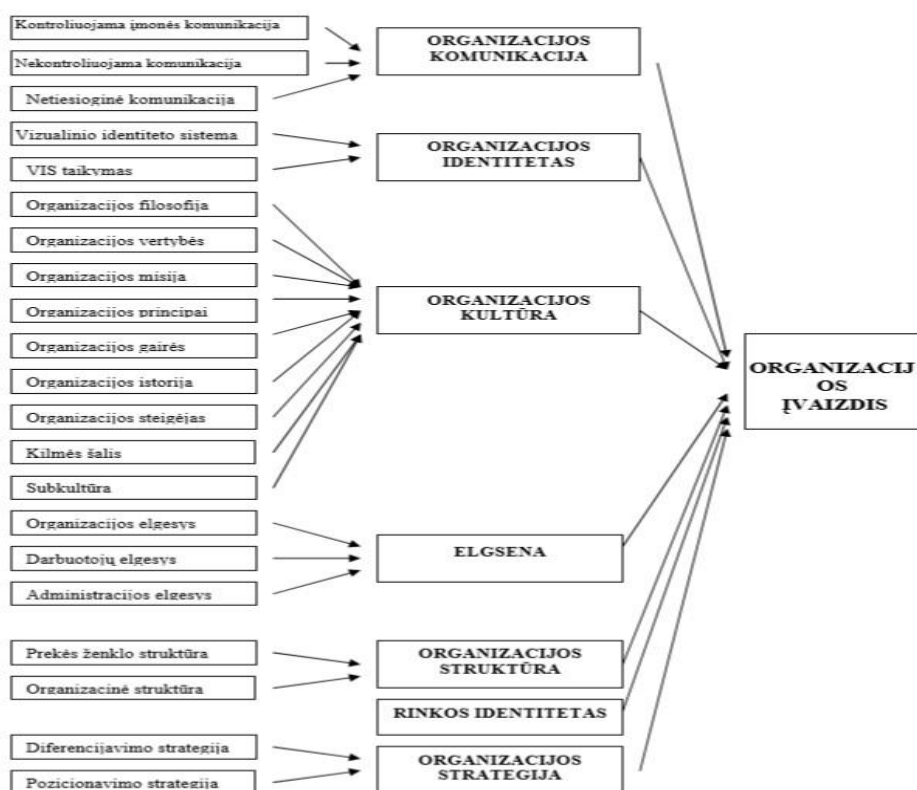 Kontroliuojama įmonės komunikacija
Nekontroliuojama komunikacija
Netiesioginė komunikacija
Vizualinio identiteto sistema
VIS taikymas
Organizacijos filosofija
Organizacijos vertybės
Organizacijos misija
Organizacijos principai
Organizacijos gairės
Organizacijos istorija
Organizacijos steigėjas
Kilmės šalis
Subkultūra
Organizacijos elgesys
Darbuotojų elgesys
Administracijos elgesys
Prekės ženklo struktūra
Organizacinė struktūra
Diferencijavimo strategija
Pozicionavimo strategija
ORGANIZACIJOS
KOMUNIKACIJA
ORGANIZACIJOS
IDENTITETAS
ORGANIZACIJOS
KULTŪRA
ELGSENA
ORGANIZACIJOS
STRUKTŪRA
RINKOS IDENTITETAS
ORGANIZACIJOS
STRATEGIJA
ORGANIZACIJ
OS
ĮVAIZDIS